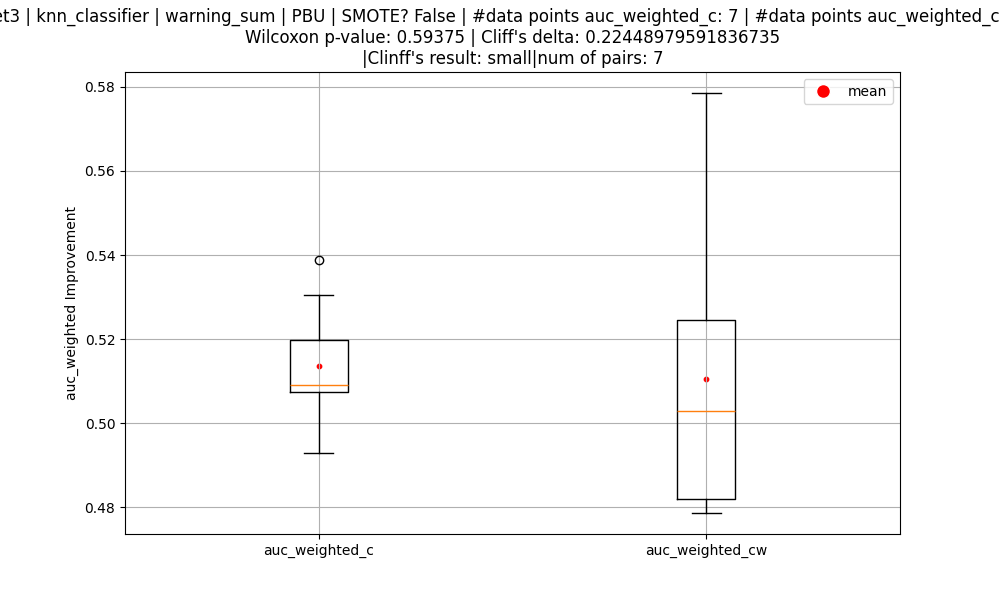 et3 | knn_classifier | warning_sum | PBU | SMOTE? False | #data points auc_weighted_c: 7 | #data points auc_weighted_c
Wilcoxon p-value: 0.59375 | Cliff's delta: 0.22448979591836735
|Clinff's result: small|num of pairs: 7
mean
0.58
0.56
0.54
0.52
0.50
0.48
auc_weighted Improvement
auc_weighted_c
auc_weighted_cw